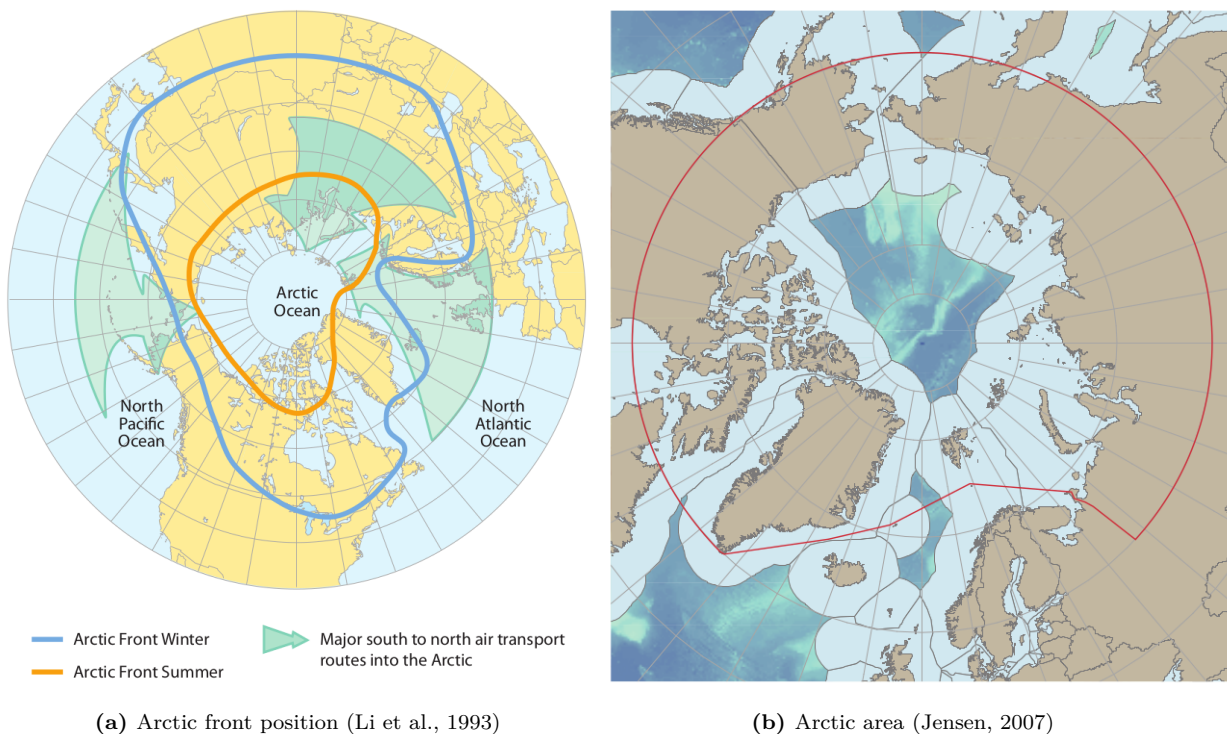 Arctic
Ocean
North
Pacific
Ocean
North
Atlantic
Ocean
Arctic Front Winter
Arctic Front Summer
Major south to north air transport
routes into the Arctic
(a) Arctic front position (Li et al., 1993)
(b) Arctic area (Jensen, 2007)